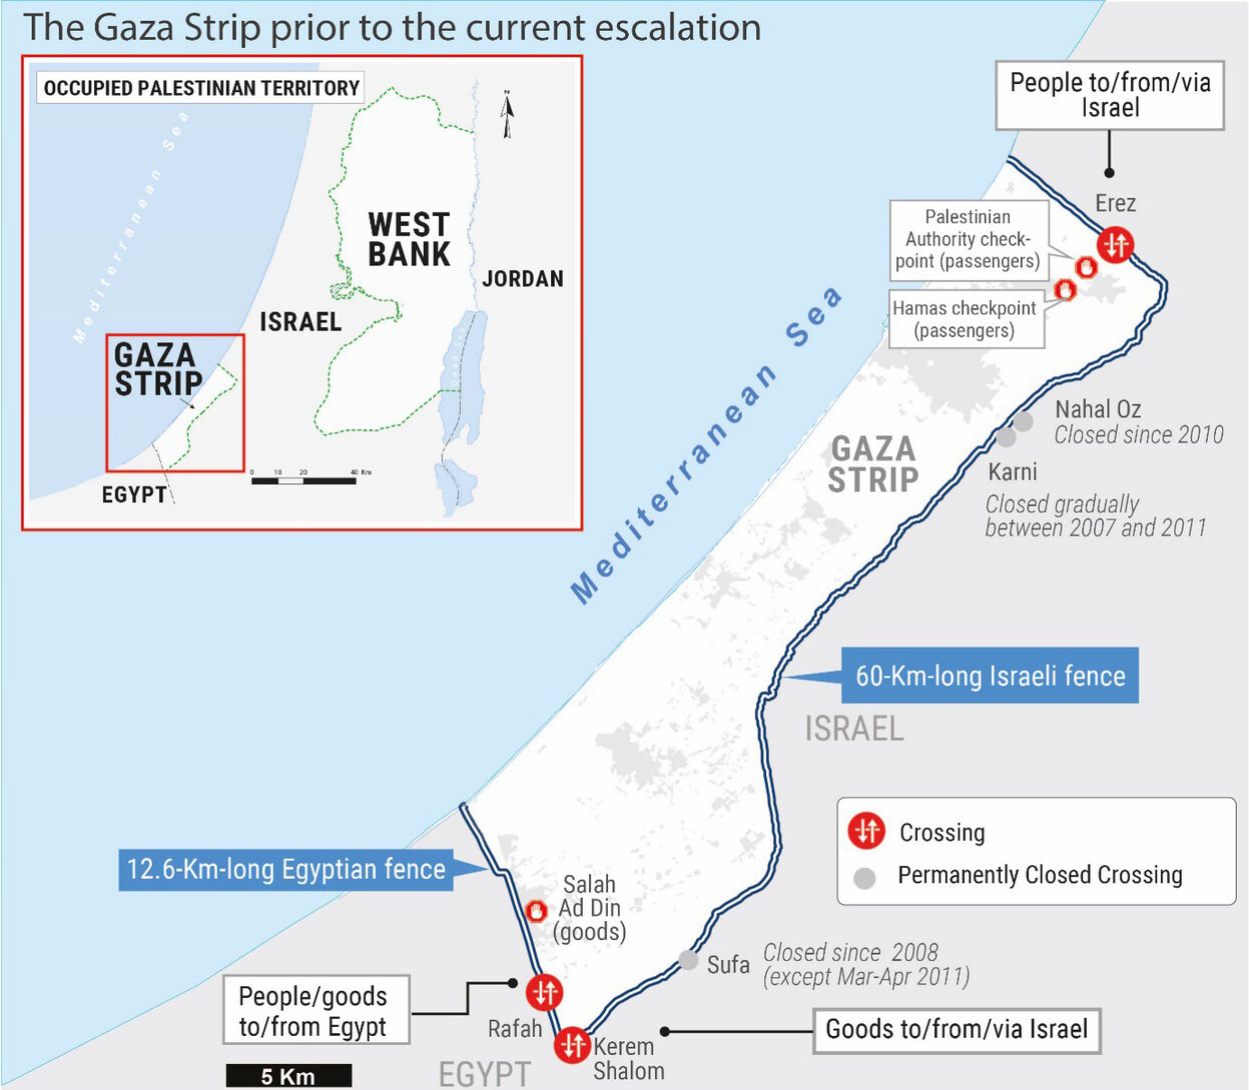 The Gaza Strip prior to the current escalation
OCCUPIED PALESTINIAN TERRITORY
Mediterranean Sea
N
WEST
BANK
JORDAN
ISRAEL
GAZA
STRIP
EGYPT
0 10 20 40 Km
People to/from/via
Israel
Erez
Palestinian
Authority check-
point (passengers)
Hamas checkpoint
(passengers)
Mediterranean Sea
Nahal Oz
Closed since 2010
Karni
Closed gradually
between 2007 and 2011
GAZA
STRIP
60-Km-long Israeli fence
ISRAEL
Crossing
Permanently Closed Crossing
12.6-Km-long Egyptian fence
Salah
Ad Din
(goods)
Sufa
Closed since 2008
(except Mar-Apr 2011)
People/goods
to/from Egypt
Rafah
Goods to/from/via Israel
Kerem
Shalom
EGYPT
5 Km